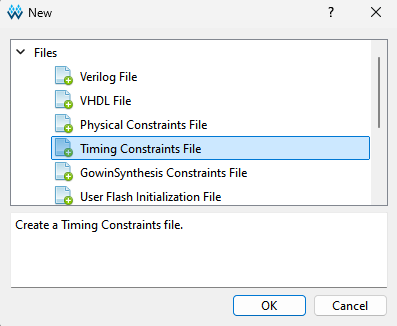 New
?
Files
Verilog File
VHDL File
Physical Constraints File
Timing Constraints File
GowinSynthesis Constraints File
User Flash Initialization File
Create a Timing Constraints file.
OK
Cancel